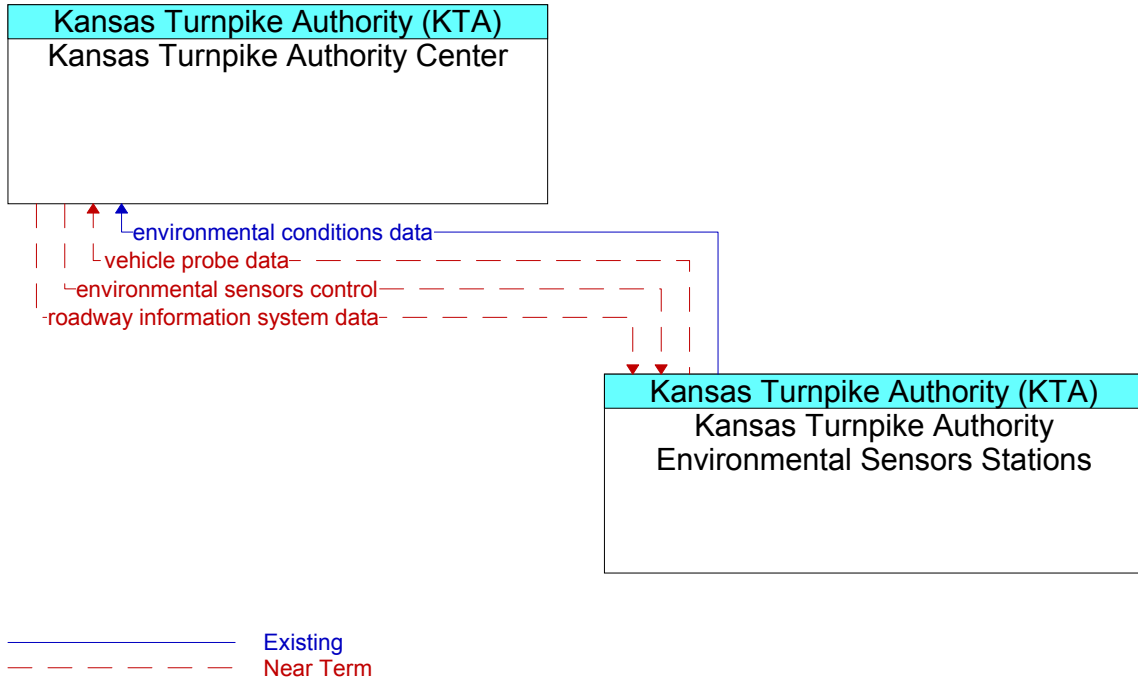 Kansas Turnpike Authority (KTA)
Kansas Turnpike Authority Center
environmental conditions data
vehicle probe data
environmental sensors control
roadway information system data
Kansas Turnpike Authority (KTA)
Kansas Turnpike Authority
Environmental Sensors Stations
Existing
Near Term